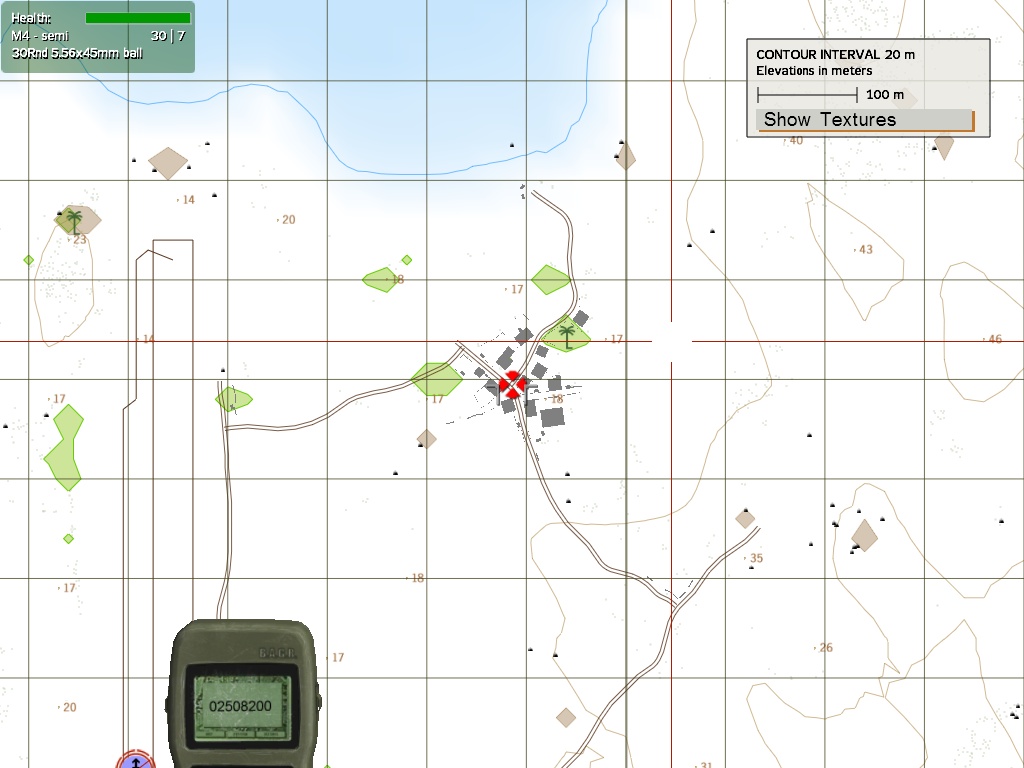 Health:
M4 - semi 30 | 7
30Rnd 5.56x45mm ball
CONTOUR INTERVAL 20 m
Elevations in meters
100 m
Show Textures
40
14
20
23
43
18
17
14
17
46
17
17
18
35
17
18
26
17
20
DAGR
02508200
31